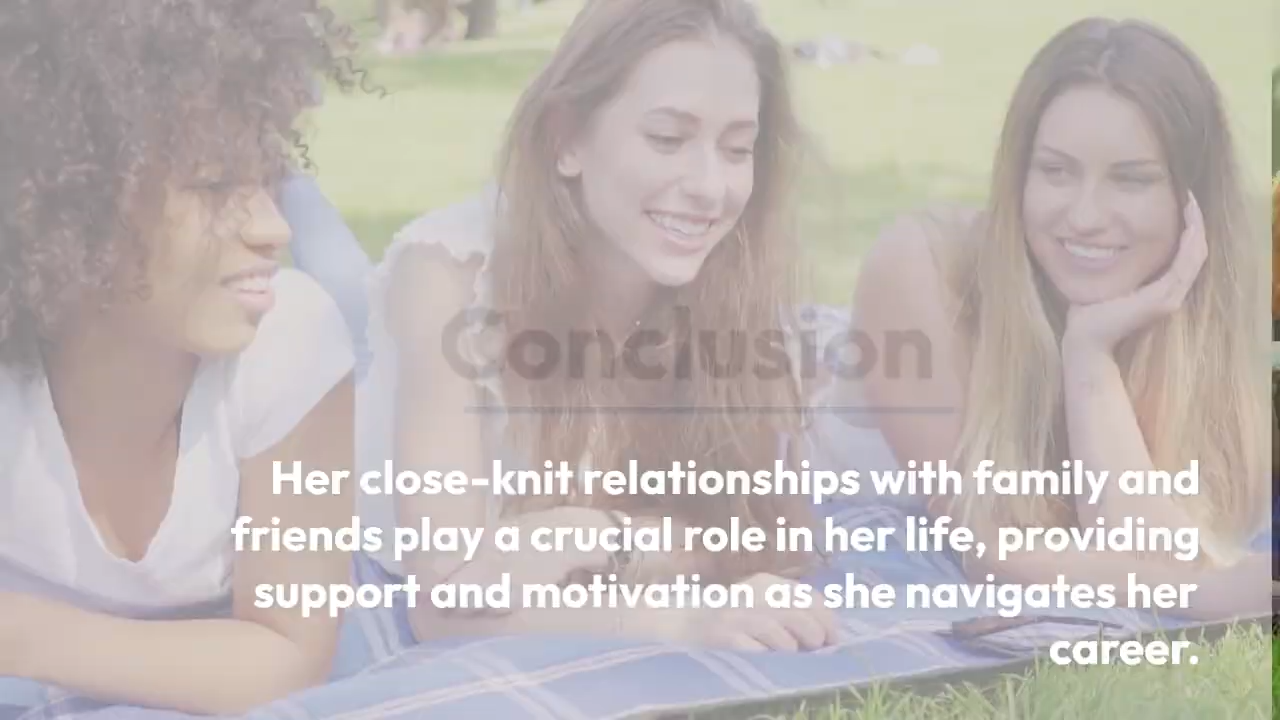 Conclusion
Her close-knit relationships with family and
friends play a crucial role in her life, providing
support and motivation as she navigates her
career.